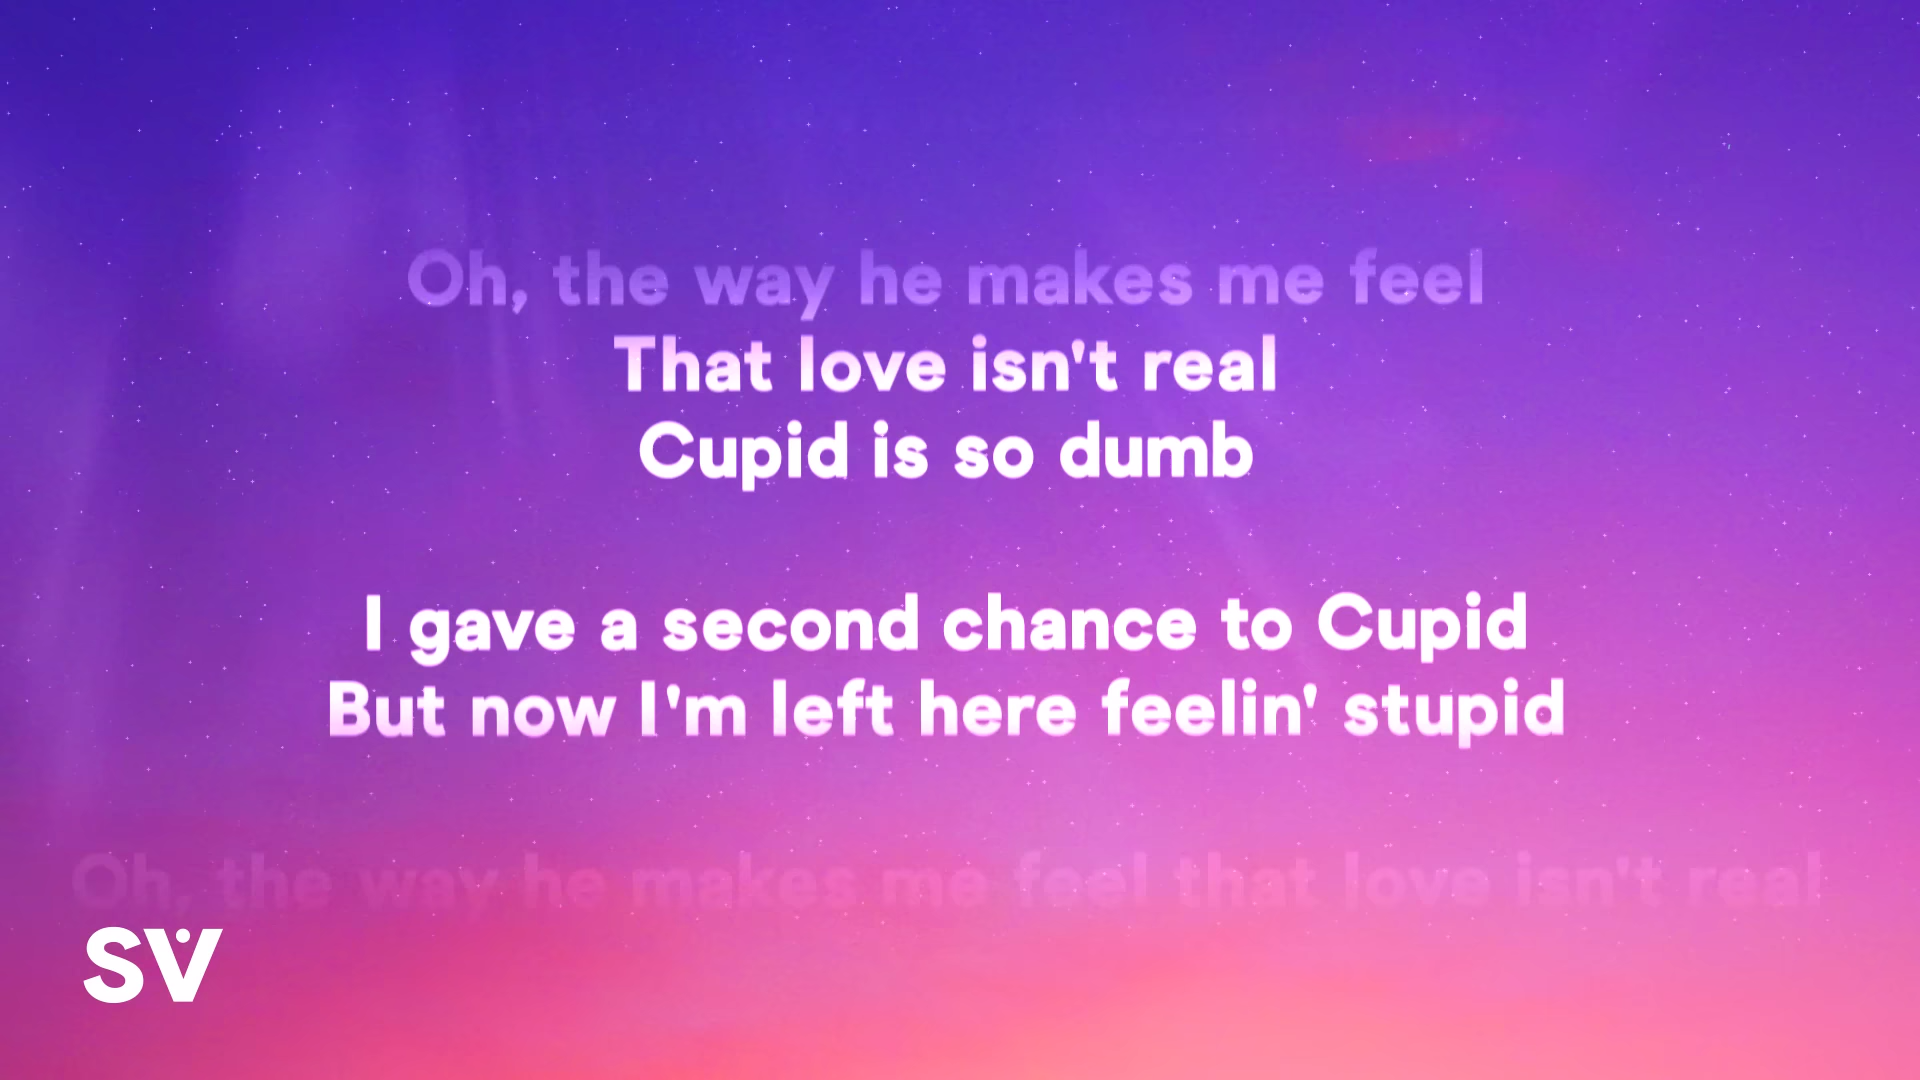 Oh, the way he makes me feel
That love isn't real
Cupid is so dumb
I gave a second chance to Cupid
But now I'm left here feelin' stupid
Oh, the way he makes me feel that love isn't real
SV